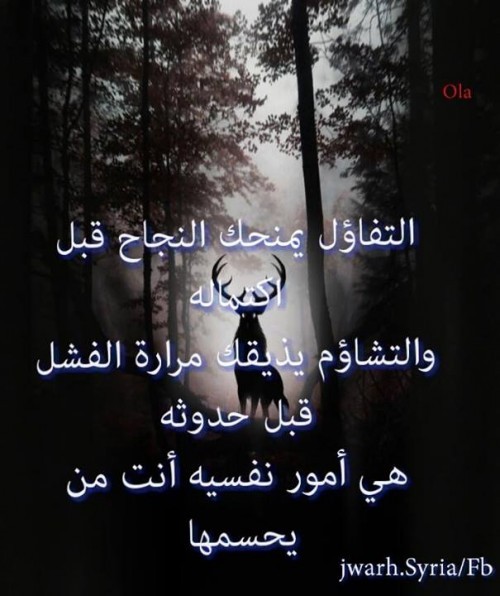 Ola
التفاؤل يمنحك النجاح قبل
اكتماله
والتشاؤم يذيقك مرارة الفشل
قبل حدوثه
هي أمور نفسيه أنت من
يحسمها
jwarh.Syria/Fb